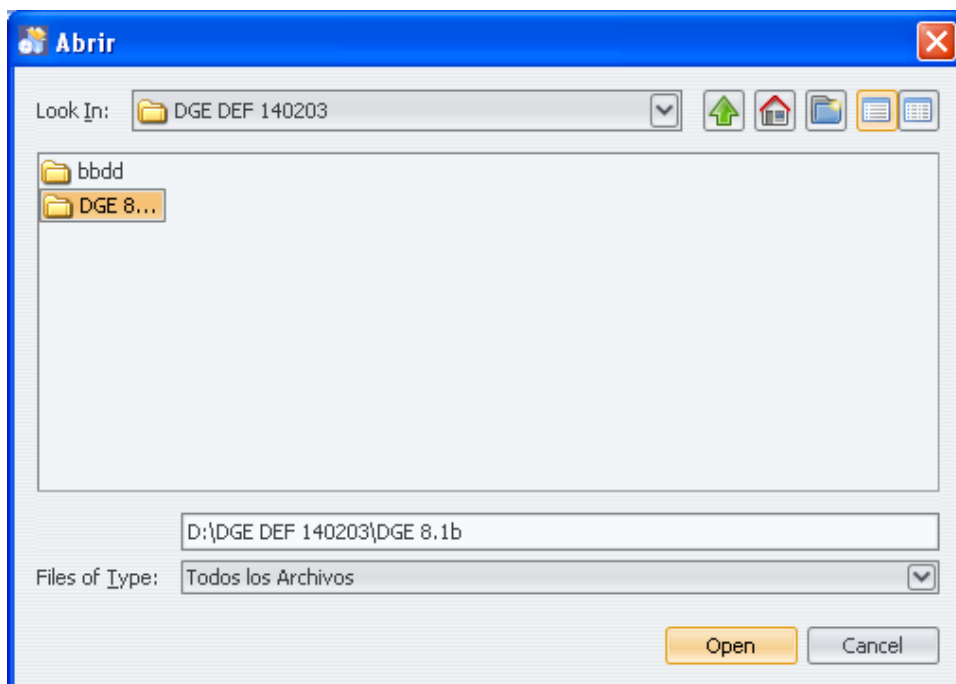 Abrir
Look In: DGE DEF 140203
bbdd
DGE 8...
D:\DGE DEF 140203\DGE 8.1b
Files of Type: Todos los Archivos
Open Cancel